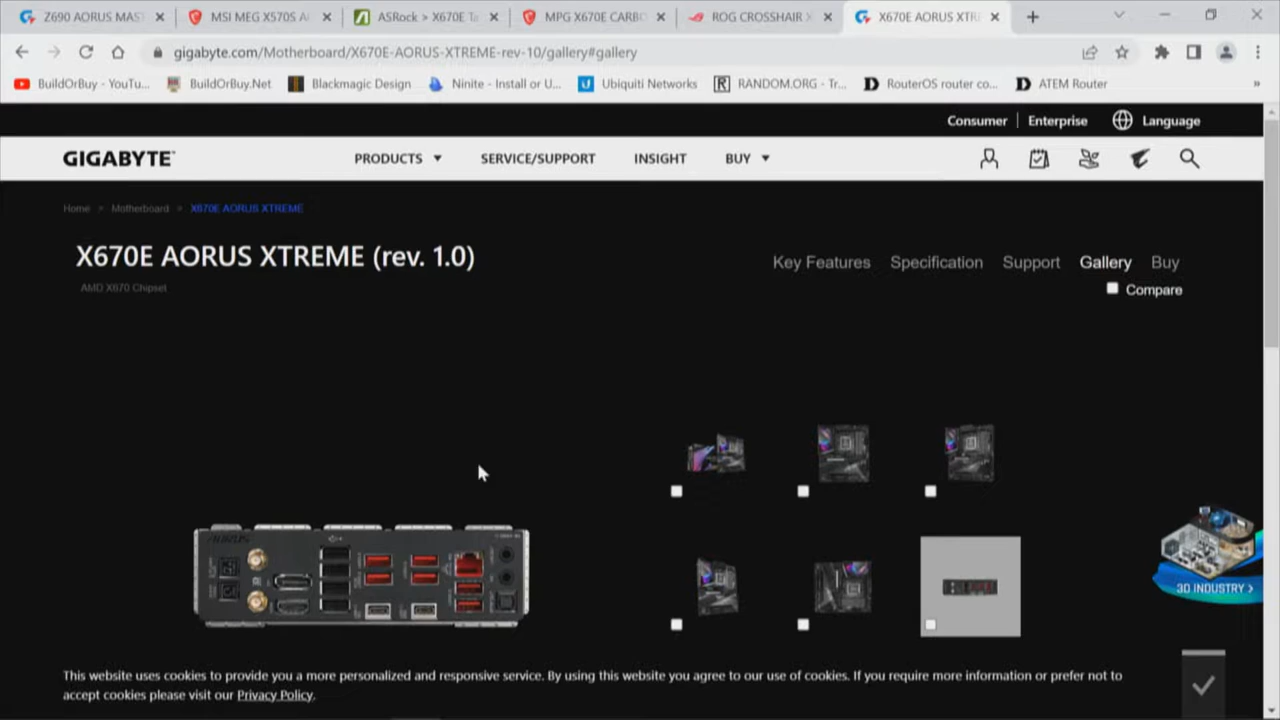 Z690 AORUS MAST
MSI MEG X570S A
ASRock > X670E Ta
MPG X670E CARBO
ROG CROSSHAIR X
X670E AORUS XTR
gigabyte.com/Motherboard/X670E-AORUS-XTREME-rev-10/gallery#gallery
BuildOrBuy - YouTu...
BuildOrBuy.Net
Blackmagic Design
Ninite - Install or U...
Ubiquiti Networks
RANDOM.ORG - Tr...
RouterOS router co...
ATEM Router
Consumer
Enterprise
Language
GIGABYTE™
PRODUCTS
SERVICE/SUPPORT
INSIGHT
BUY
Home > Motherboard > X670E AORUS XTREME
X670E AORUS XTREME (rev. 1.0)
AMD X670 Chipset
Key Features
Specification
Support
Gallery
Buy
Compare
AORUS
3D INDUSTRY >
This website uses cookies to provide you a more personalized and responsive service. By using this website you agree to our use of cookies. If you require more information or prefer not to
accept cookies please visit our Privacy Policy.